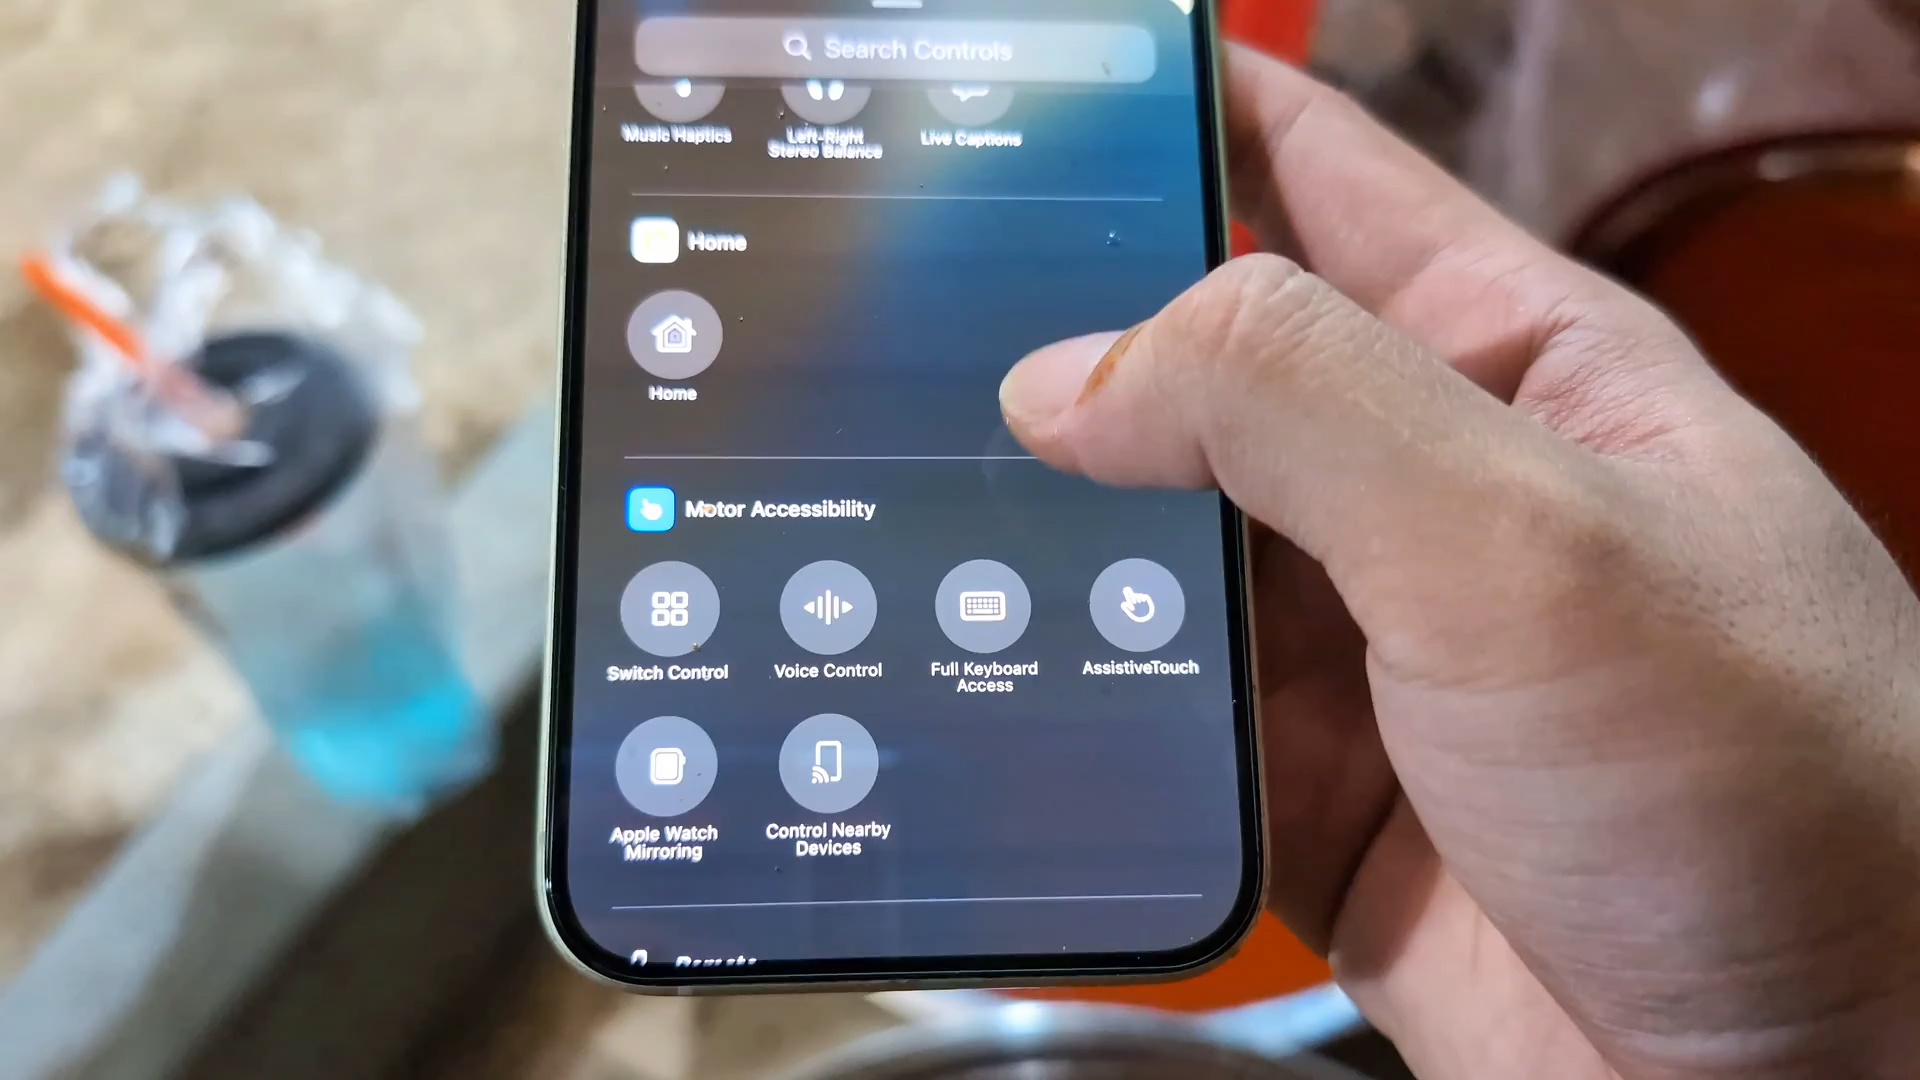 Search Controls
Music Haptics
Left-Right
Stereo Balance
Live Captions
Home
Home
Motor Accessibility
Switch Control
Voice Control
Full Keyboard
Access
AssistiveTouch
Apple Watch
Mirroring
Control Nearby
Devices
Remote